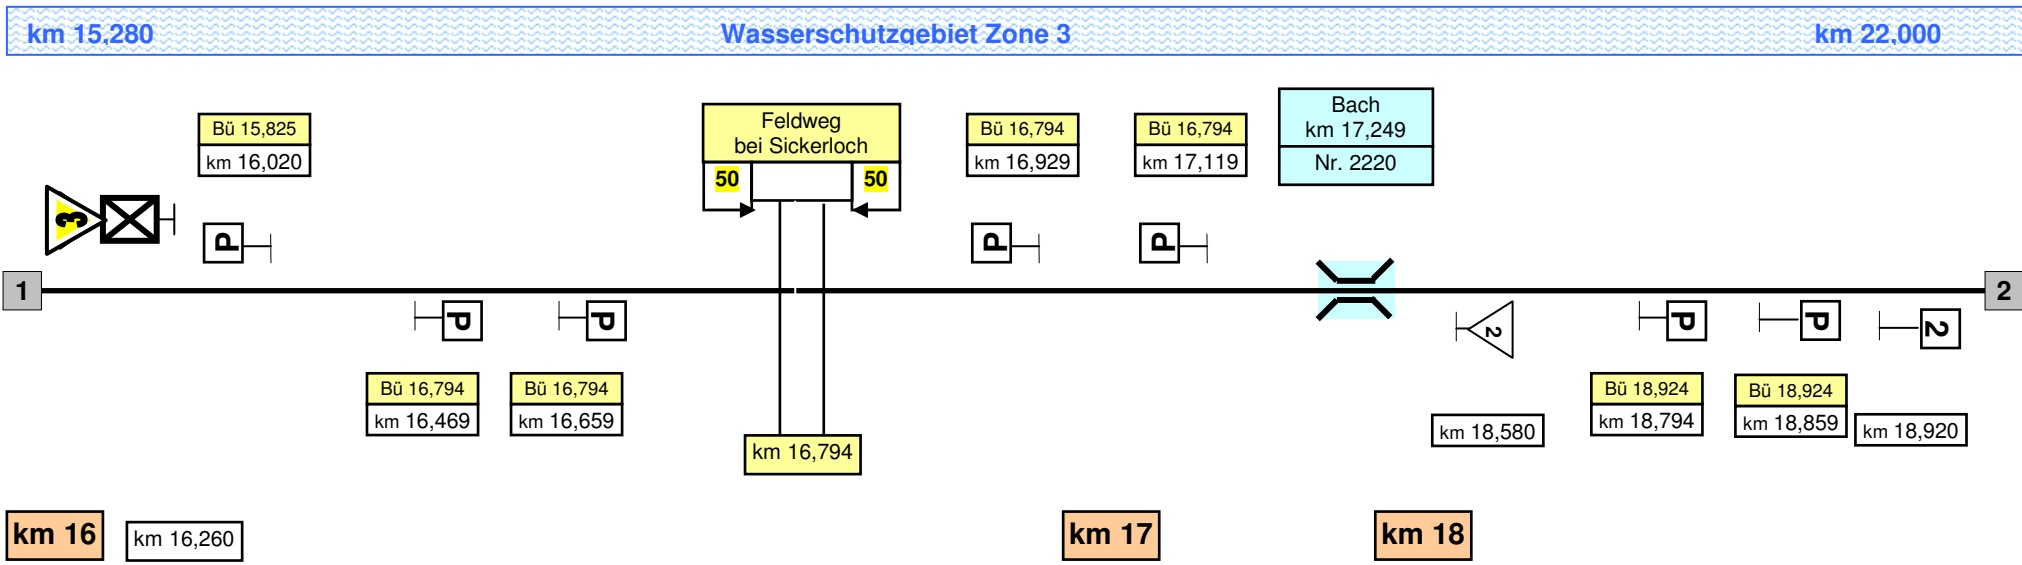 km 15,280 Wasserschutzgebiet Zone 3 km 22,000
Bü 15,825
km 16,020
Feldweg
bei Sickerloch
50 50
Bü 16,794
km 16,929
Bü 16,794
km 17,119
Bach
km 17,249
Nr. 2220
3
P
P
P
1
2
P
P
2
P
P
2
Bü 16,794
km 16,469
Bü 16,794
km 16,659
km 16,794
km 18,580
Bü 18,924
km 18,794
Bü 18,924
km 18,859
km 18,920
km 16
km 16,260
km 17
km 18